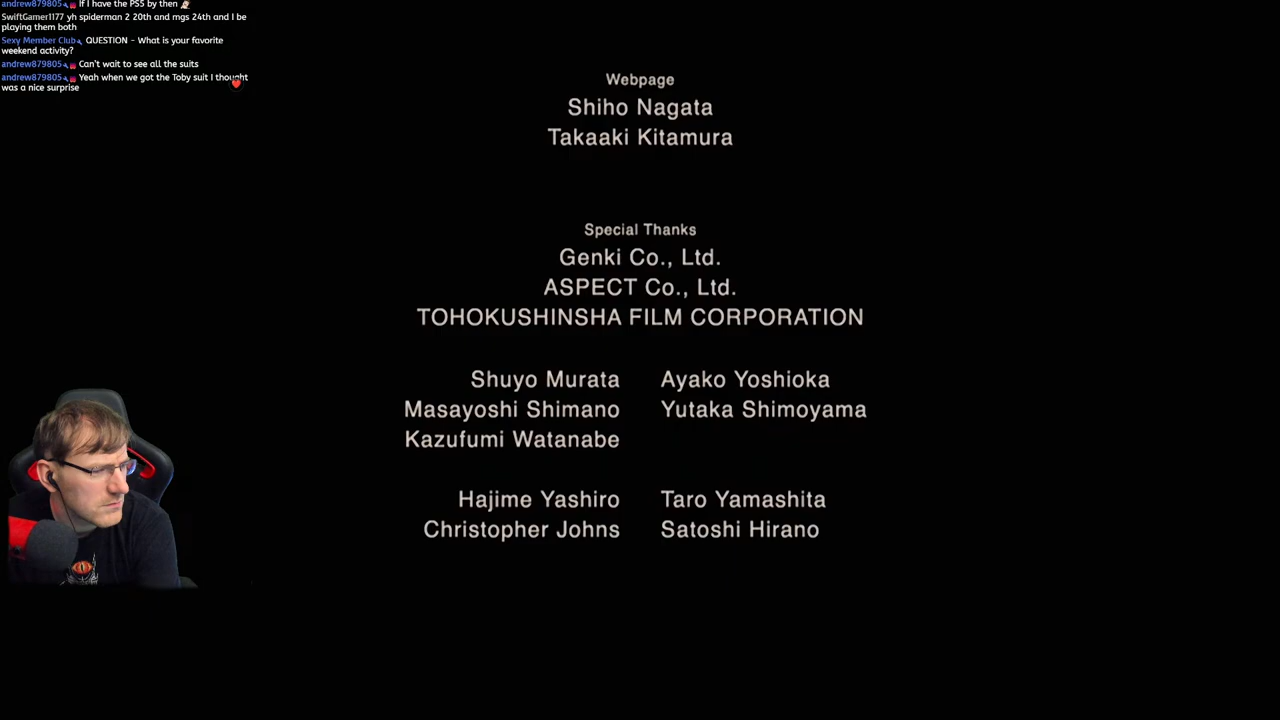 andrew879805 If I have the PS5 by then
SwiftGamer1177 yh spiderman 2 20th and mgs 24th and I be
playing them both
Sexy Member Club QUESTION - What is your favorite
weekend activity?
andrew879805 Can't wait to see all the suits
andrew879805 Yeah when we got the Toby suit I thought
was a nice surprise
Webpage
Shiho Nagata
Takaaki Kitamura
Special Thanks
Genki Co., Ltd.
ASPECT Co., Ltd.
TOHOKUSHINSHA FILM CORPORATION
Shuyo Murata Ayako Yoshioka
Masayoshi Shimano Yutaka Shimoyama
Kazufumi Watanabe
Hajime Yashiro Taro Yamashita
Christopher Johns Satoshi Hirano